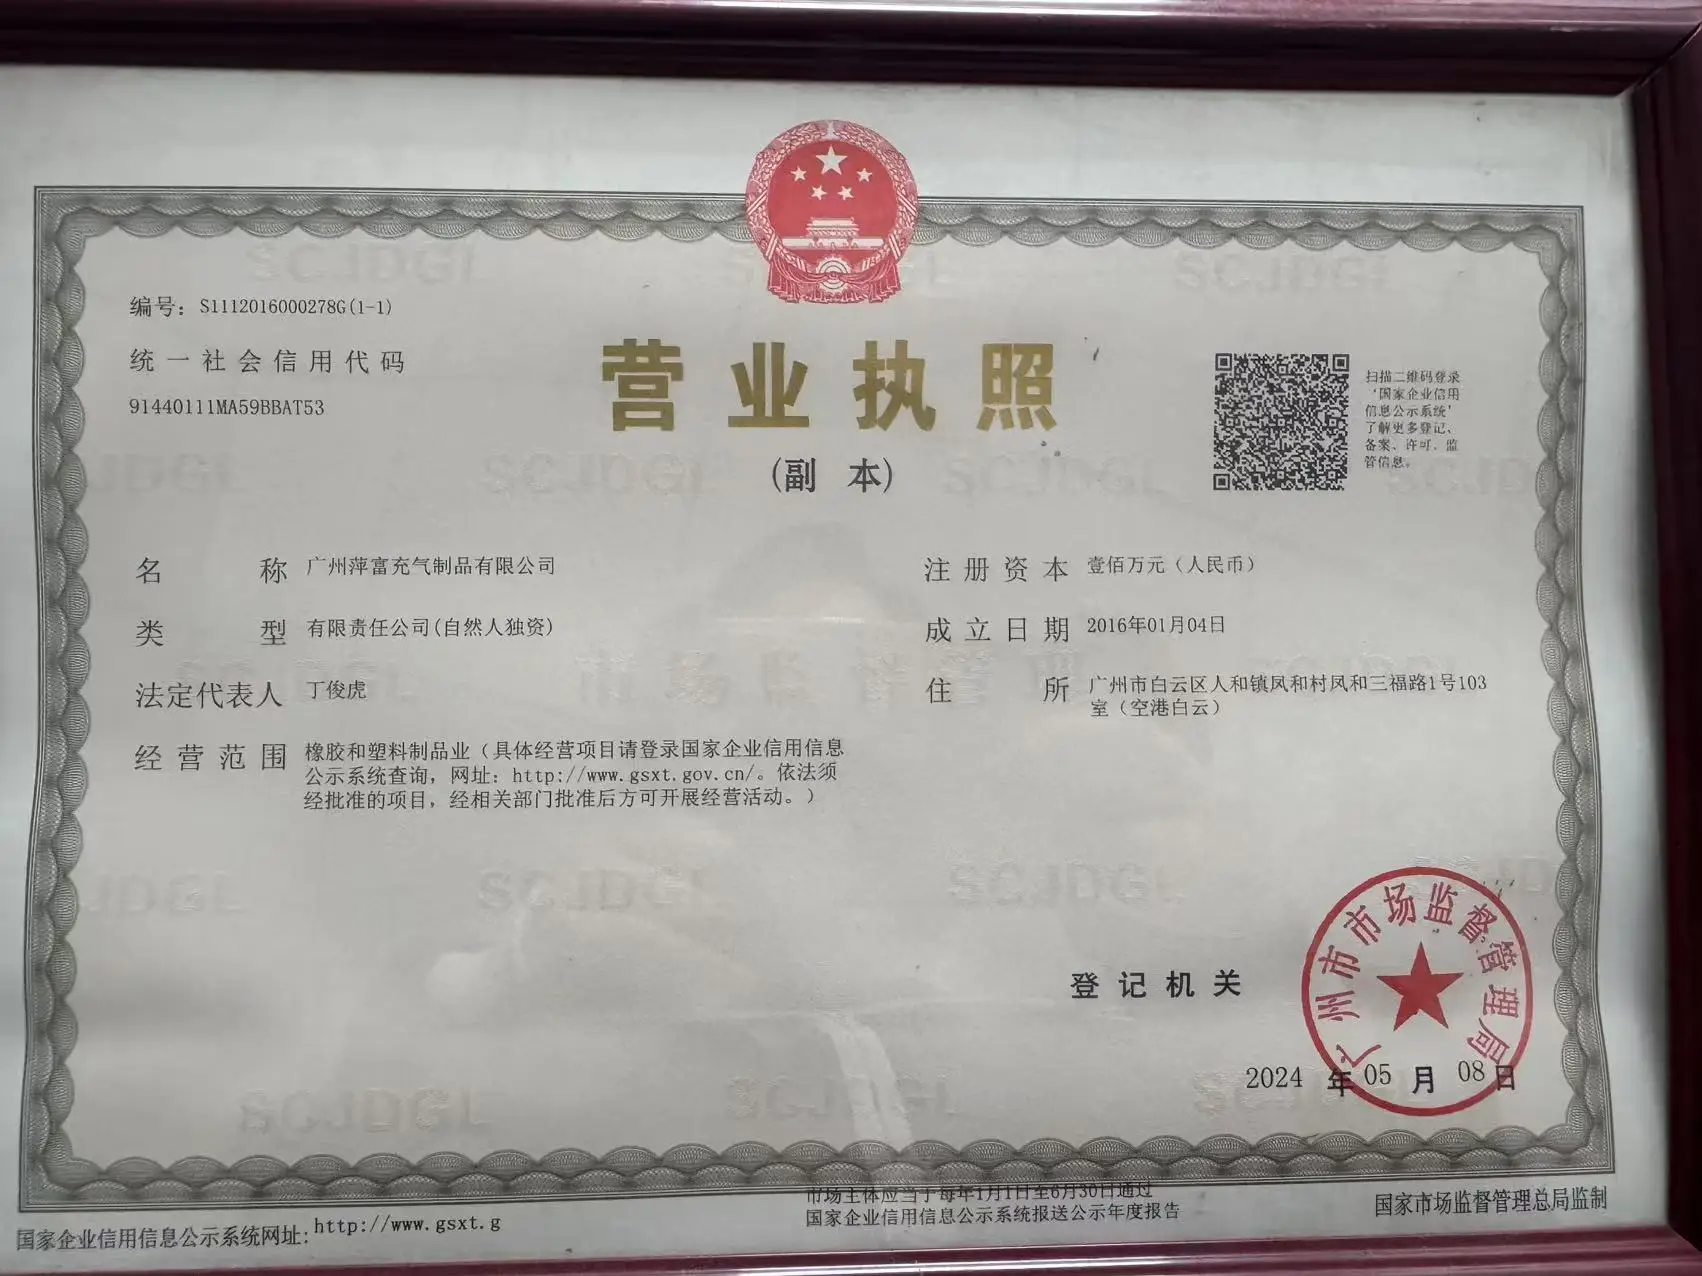 编号：S1112016000278G(1-1)
统一社会信用代码
91440111MA59BBAT53
营业执照
(副 本)
扫描二维码登录
‘国家企业信用
信息公示系统’
了解更多登记、
备案、许可、监
管信息。
名 称 广州萍富充气制品有限公司
类 型 有限责任公司(自然人独资)
法定代表人 丁俊虎
经营范围 橡胶和塑料制品业（具体经营项目请登录国家企业信用信息
公示系统查询，网址：http://www.gsxt.gov.cn/。依法须
经批准的项目，经相关部门批准后方可开展经营活动。）
注册资本 壹佰万元（人民币）
成立日期 2016年01月04日
住 所 广州市白云区人和镇凤和村凤和三福路1号103
室（空港白云）
登记机关
广州市市场监督管理局
2024 年 05 月 08 日
国家企业信用信息公示系统网址：http://www.gsxt.g
市场主体应当于每年1月1日至6月30日通过
国家企业信用信息公示系统报送公示年度报告
国家市场监督管理总局监制
SCJDGL